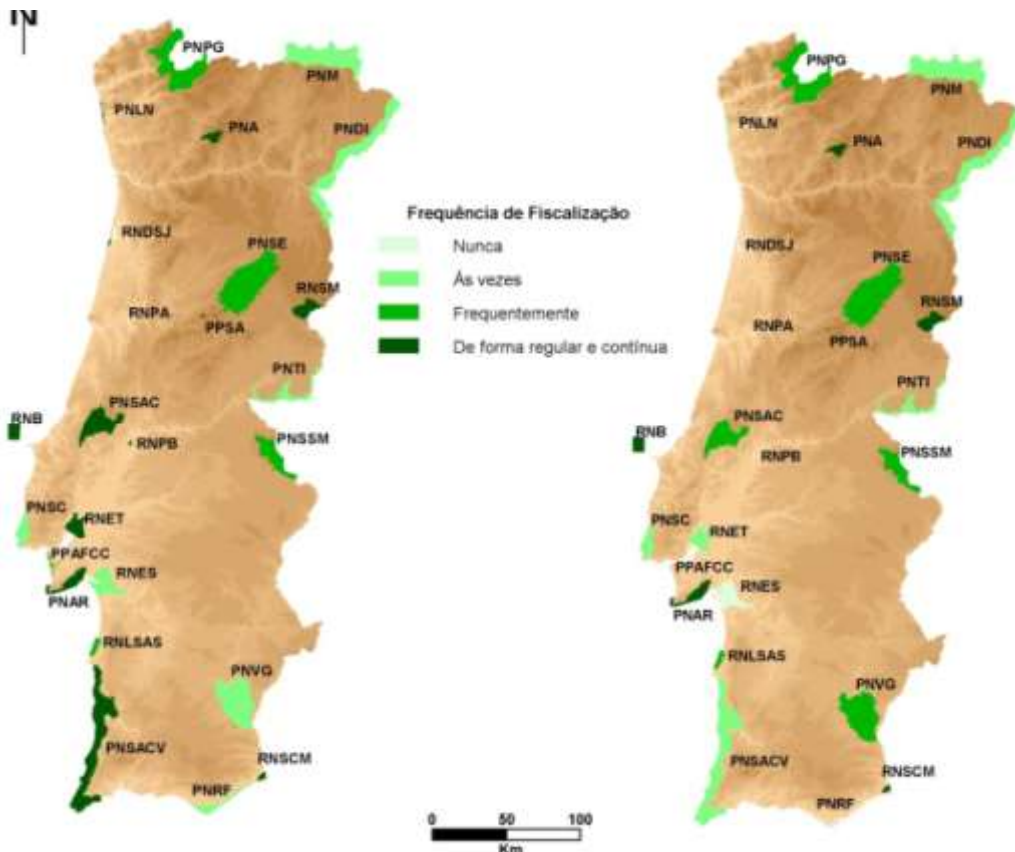 N
PNPG
PNM
PNLN
PNA
PNDI
RNDSJ
PNSE
RNSM
RNPA
PPSA
PNTI
PNSAC
RNB
RNPB
PNSSM
PNSC
RNET
PPAFCC
RNES
PNAR
RNLSAS
PNVG
PNSACV
RNSCM
PNRF
Frequência de Fiscalização
Nunca
Às vezes
Frequentemente
De forma regular e contínua
PNPG
PNM
PNLN
PNA
PNDI
RNDSJ
PNSE
RNSM
RNPA
PPSA
PNTI
PNSAC
RNB
RNPB
PNSSM
PNSC
RNET
PPAFCC
RNES
PNAR
RNLSAS
PNVG
PNSACV
RNSCM
PNRF
0 50 100
Km